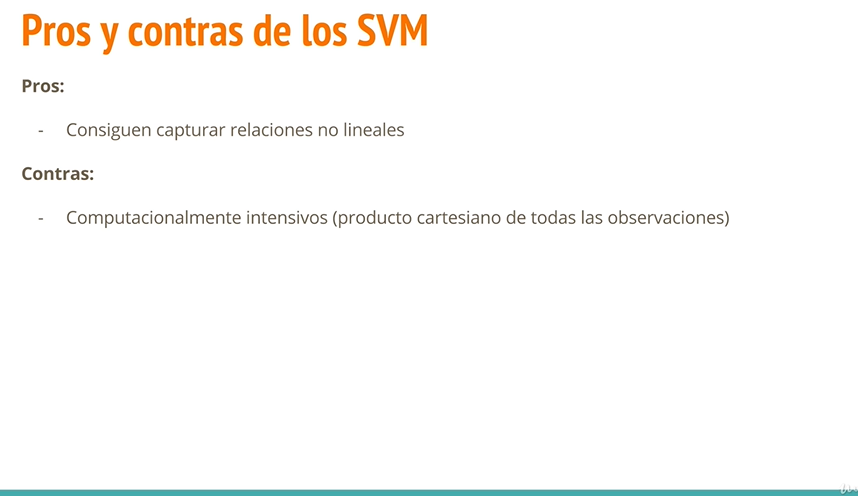 Pros y contras de los SVM
Pros:
- Consiguen capturar relaciones no lineales
Contras:
- Computacionalmente intensivos (producto cartesiano de todas las observaciones)